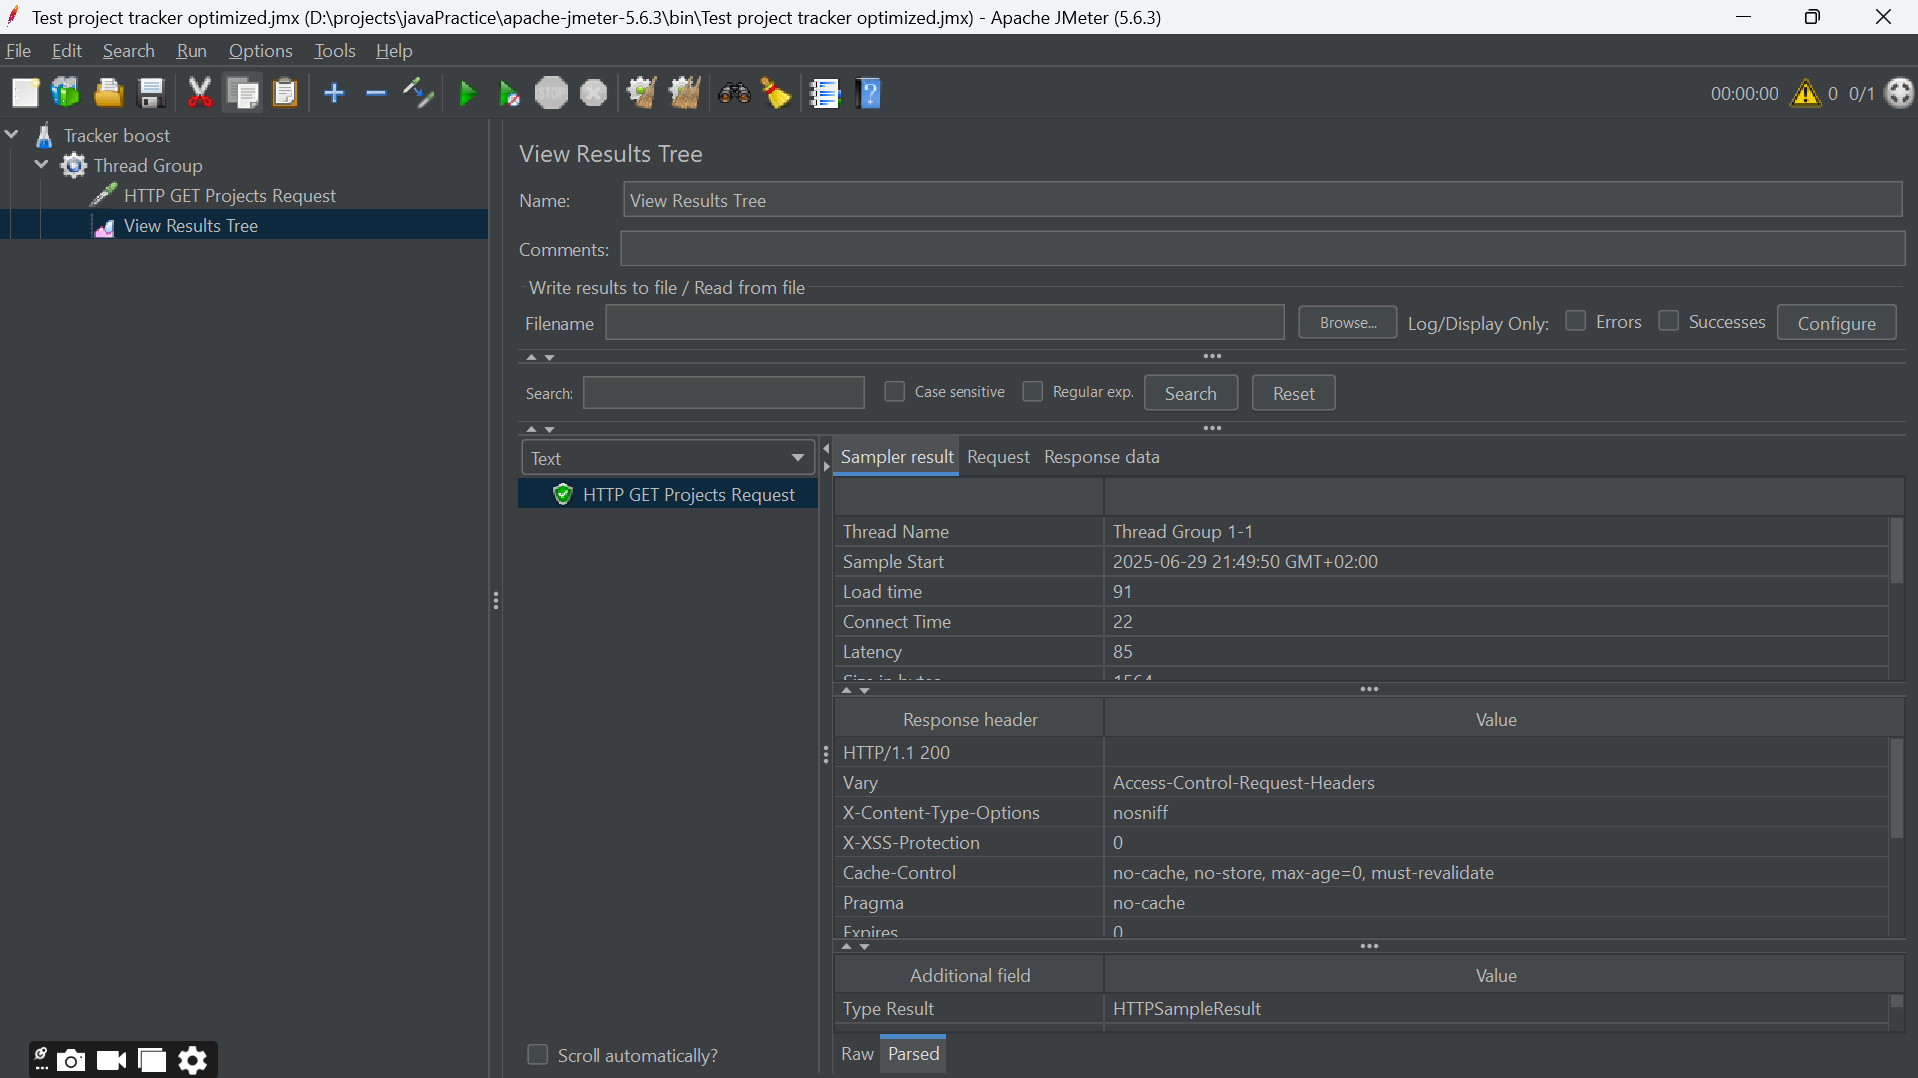 Test project tracker optimized.jmx (D:\projects\javaPractice\apache-jmeter-5.6.3\bin\Test project tracker optimized.jmx) - Apache JMeter (5.6.3)
File Edit Search Run Options Tools Help
STOP 00:00:00 0 0/1
Tracker boost
Thread Group
HTTP GET Projects Request
View Results Tree
View Results Tree
Name: View Results Tree
Comments:
Write results to file / Read from file
Filename Browse... Log/Display Only: Errors Successes Configure
Search: Case sensitive Regular exp. Search Reset
Text
HTTP GET Projects Request
Scroll automatically?
Sampler result Request Response data
Thread Name Thread Group 1-1
Sample Start 2025-06-29 21:49:50 GMT+02:00
Load time 91
Connect Time 22
Latency 85
Size in bytes 1564
Response header Value
HTTP/1.1 200
Vary Access-Control-Request-Headers
X-Content-Type-Options nosniff
X-XSS-Protection 0
Cache-Control no-cache, no-store, max-age=0, must-revalidate
Pragma no-cache
Expires 0
Additional field Value
Type Result HTTPSampleResult
Raw Parsed